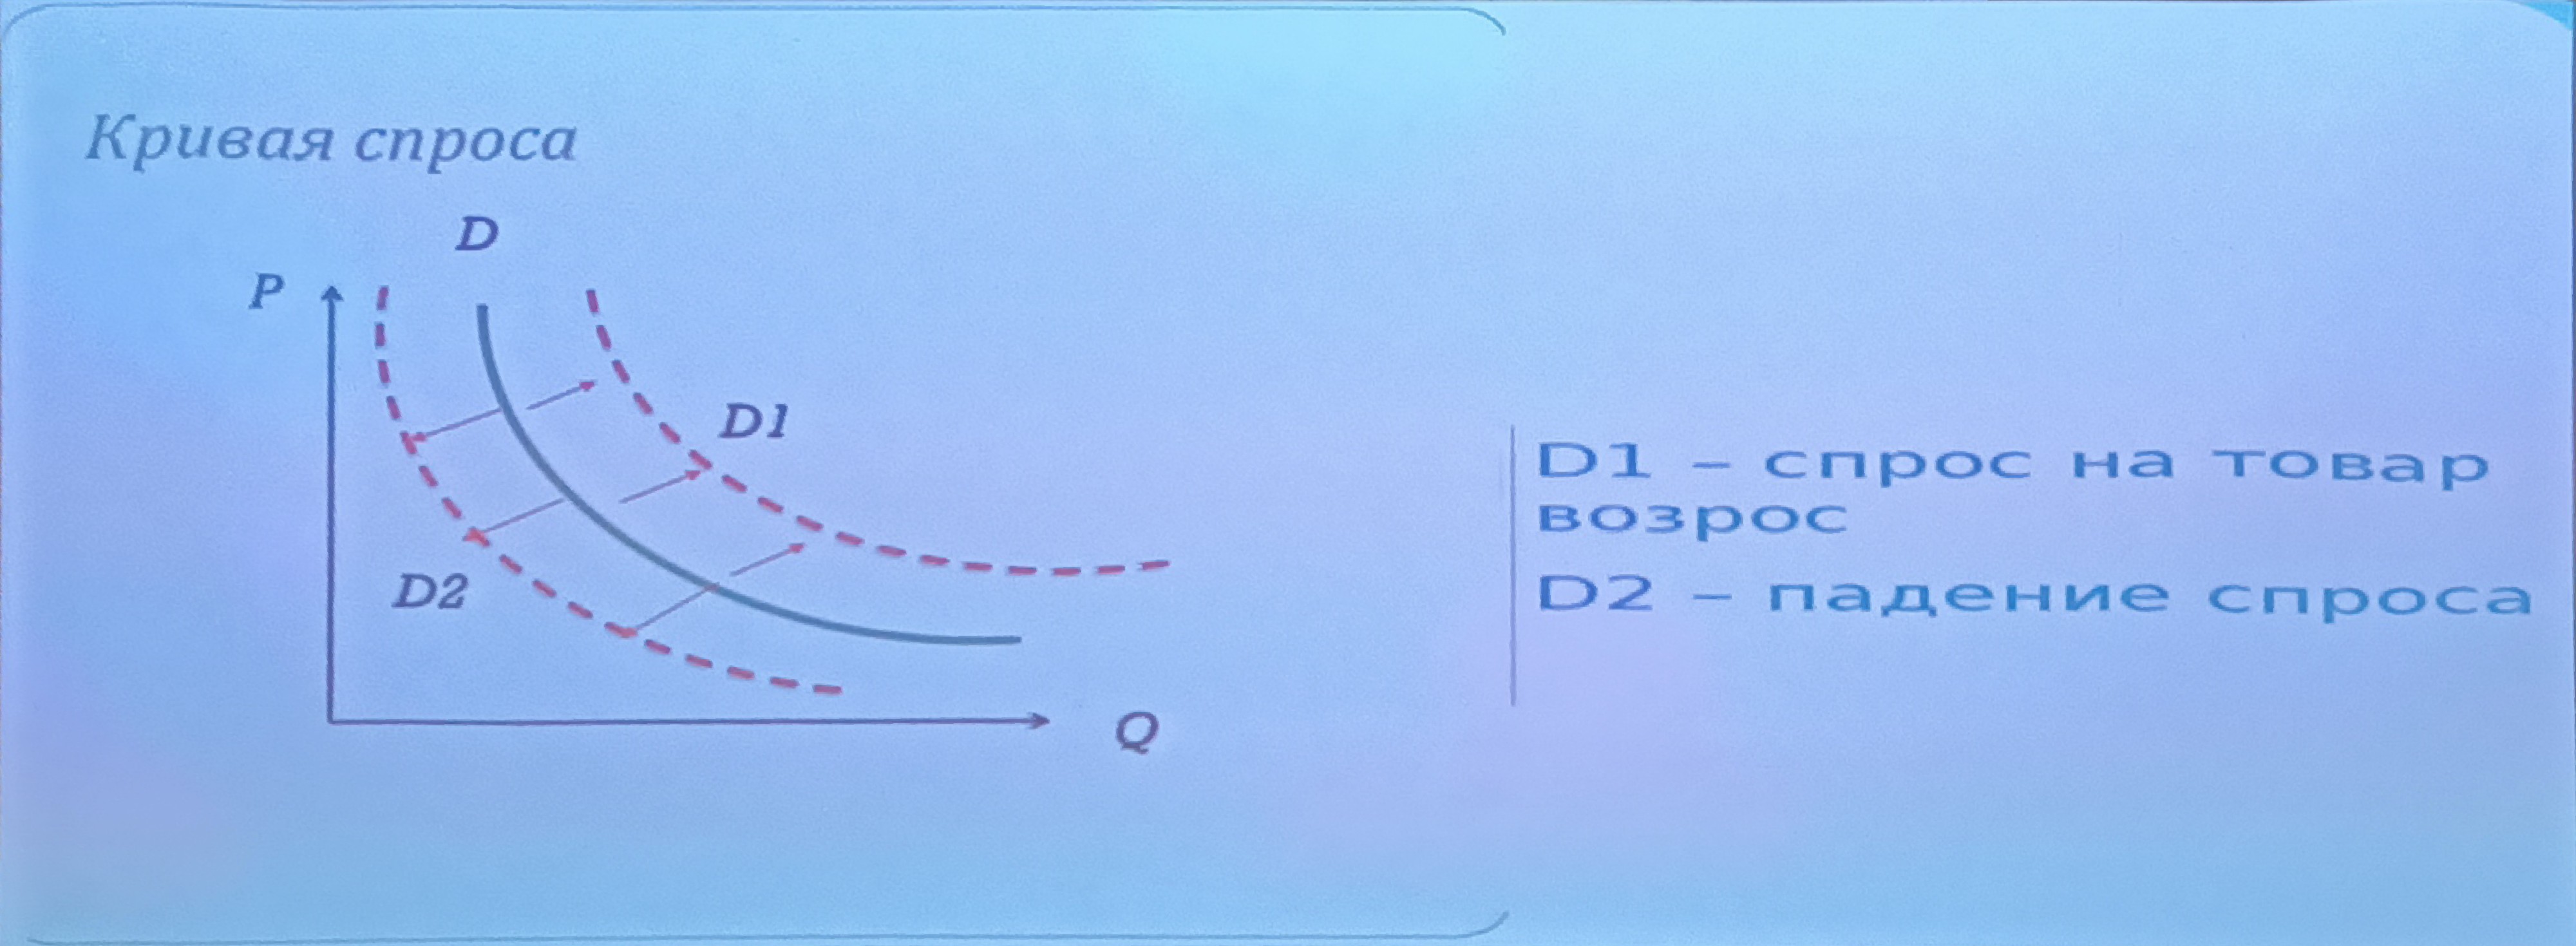 Кривая спроса
D
P
D1
D2
Q
D1 – спрос на товар
возрос
D2 – падение спроса